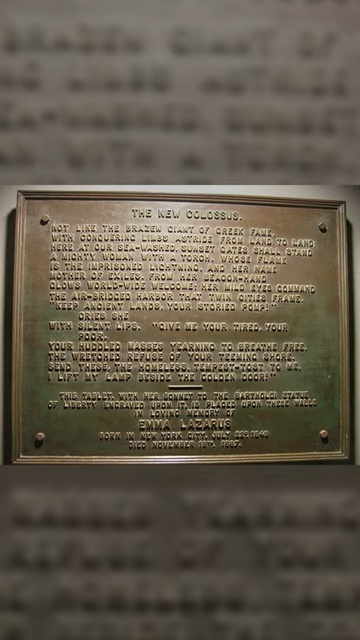 THE NEW COLOSSUS.
NOT LIKE THE BRAZEN GIANT OF GREEK FAME,
WITH CONQUERING LIMBS ASTRIDE FROM LAND TO LAND;
HERE AT OUR SEA-WASHED, SUNSET GATES SHALL STAND
A MIGHTY WOMAN WITH A TORCH, WHOSE FLAME
IS THE IMPRISONED LIGHTNING, AND HER NAME
MOTHER OF EXILES. FROM HER BEACON-HAND
GLOWS WORLD-WIDE WELCOME; HER MILD EYES COMMAND
THE AIR-BRIDGED HARBOR THAT TWIN CITIES FRAME.
"KEEP ANCIENT LANDS, YOUR STORIED POMP!"
CRIES SHE
WITH SILENT LIPS. "GIVE ME YOUR TIRED, YOUR
POOR,
YOUR HUDDLED MASSES YEARNING TO BREATHE FREE,
THE WRETCHED REFUSE OF YOUR TEEMING SHORE.
SEND THESE, THE HOMELESS, TEMPEST-TOST TO ME,
I LIFT MY LAMP BESIDE THE GOLDEN DOOR!"
THIS TABLET, WITH HER SONNET TO THE BARTHOLDI STATUE
OF LIBERTY ENGRAVED UPON IT, IS PLACED UPON THESE WALLS
IN LOVING MEMORY OF
EMMA LAZARUS
BORN IN NEW YORK CITY, JULY 22D, 1849
DIED NOVEMBER 19TH, 1887.